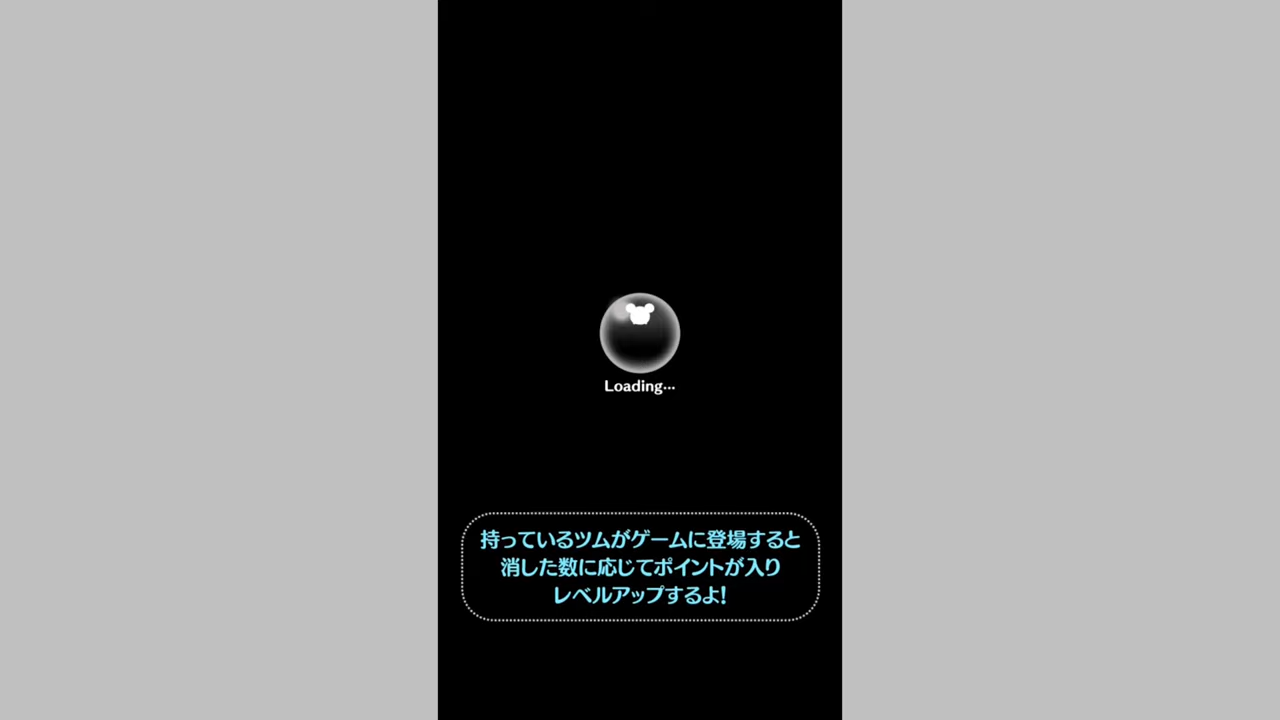 Loading…
持っているツムがゲームに登場すると
消した数に応じてポイントが入り
レベルアップするよ!